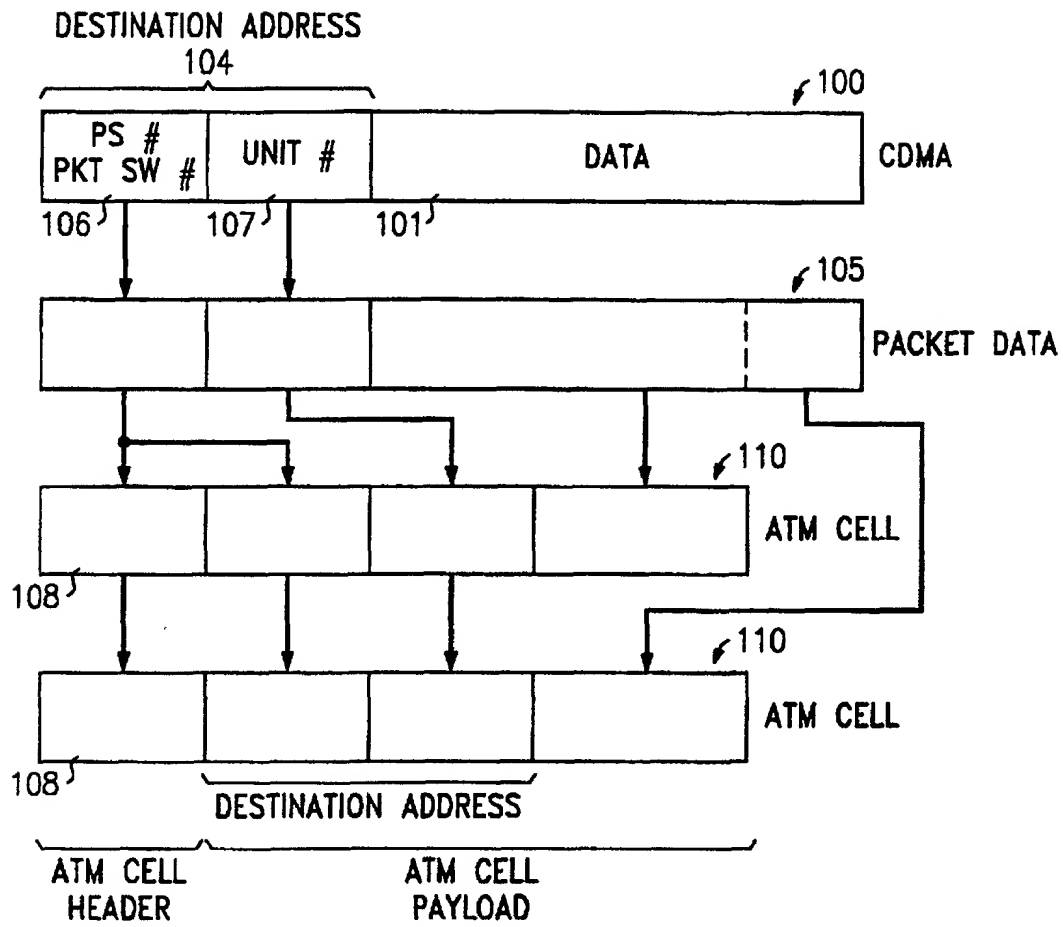 DESTINATION ADDRESS
104
100
PS #
PKT SW #
UNIT #
DATA
CDMA
106
107
101
105
PACKET DATA
110
ATM CELL
108
110
ATM CELL
108
DESTINATION ADDRESS
ATM CELL
HEADER
ATM CELL
PAYLOAD